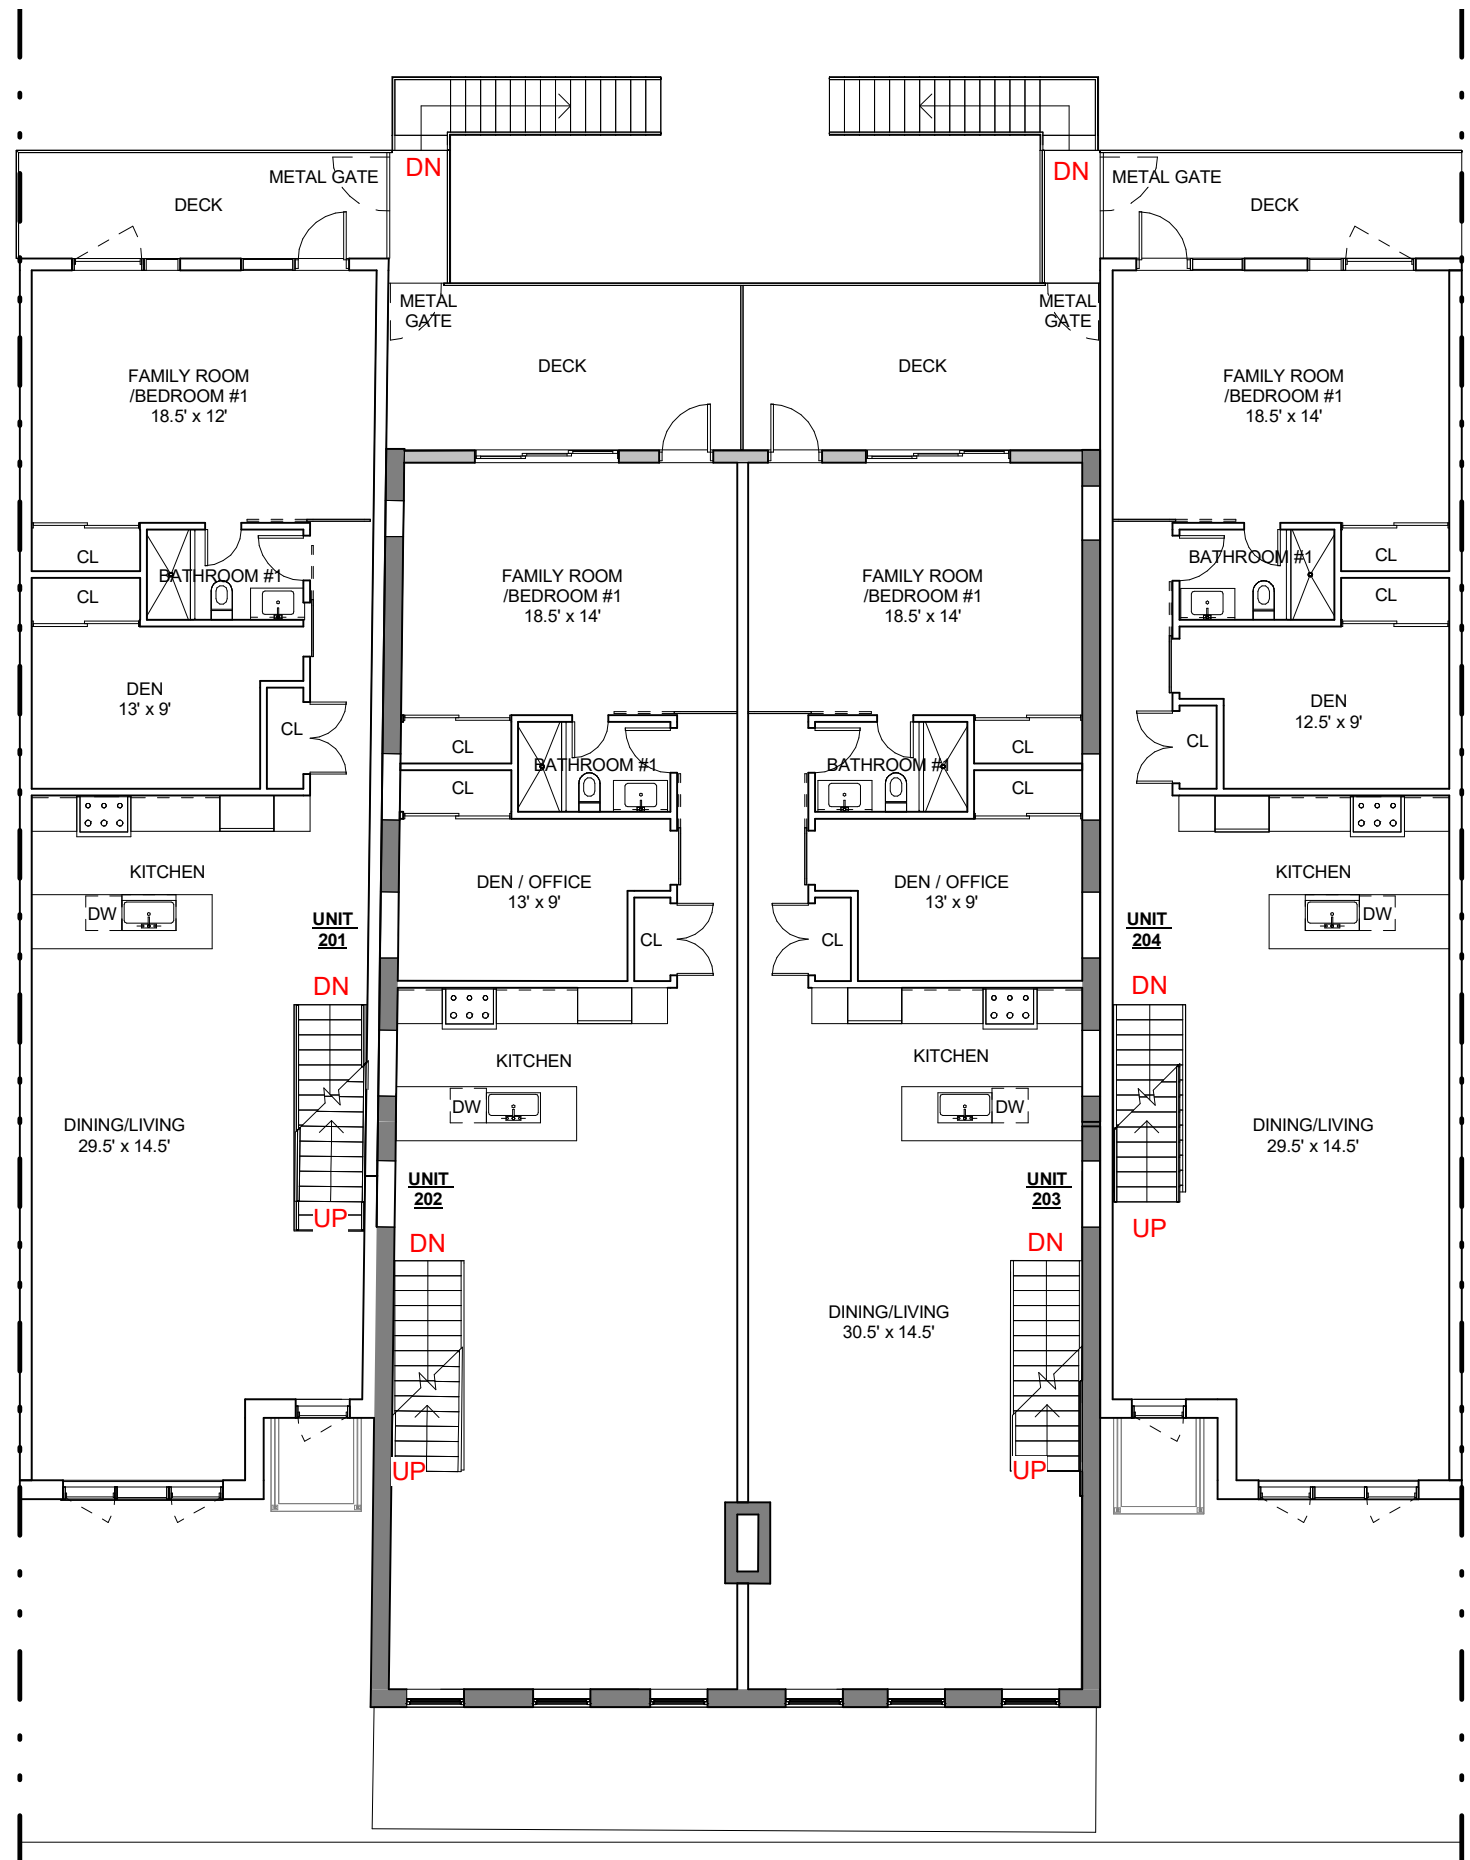 DN
DN
METAL GATE
METAL GATE
DECK
DECK
METAL
GATE
METAL
GATE
DECK
DECK
FAMILY ROOM
/BEDROOM #1
18.5' x 12'
FAMILY ROOM
/BEDROOM #1
18.5' x 14'
CL
BATHROOM #1
CL
FAMILY ROOM
/BEDROOM #1
18.5' x 14'
FAMILY ROOM
/BEDROOM #1
18.5' x 14'
BATHROOM #1
CL
CL
DEN
13' x 9'
CL
DEN
12.5' x 9'
CL
CL
BATHROOM #1
CL
BATHROOM #1
CL
CL
KITCHEN
DW
UNIT
201
DEN / OFFICE
13' x 9'
CL
DEN / OFFICE
13' x 9'
CL
KITCHEN
DW
UNIT
204
DN
DN
KITCHEN
DW
KITCHEN
DW
DINING/LIVING
29.5' x 14.5'
DINING/LIVING
29.5' x 14.5'
UNIT
202
UNIT
203
UP
UP
DN
DN
DINING/LIVING
30.5' x 14.5'
UP
UP